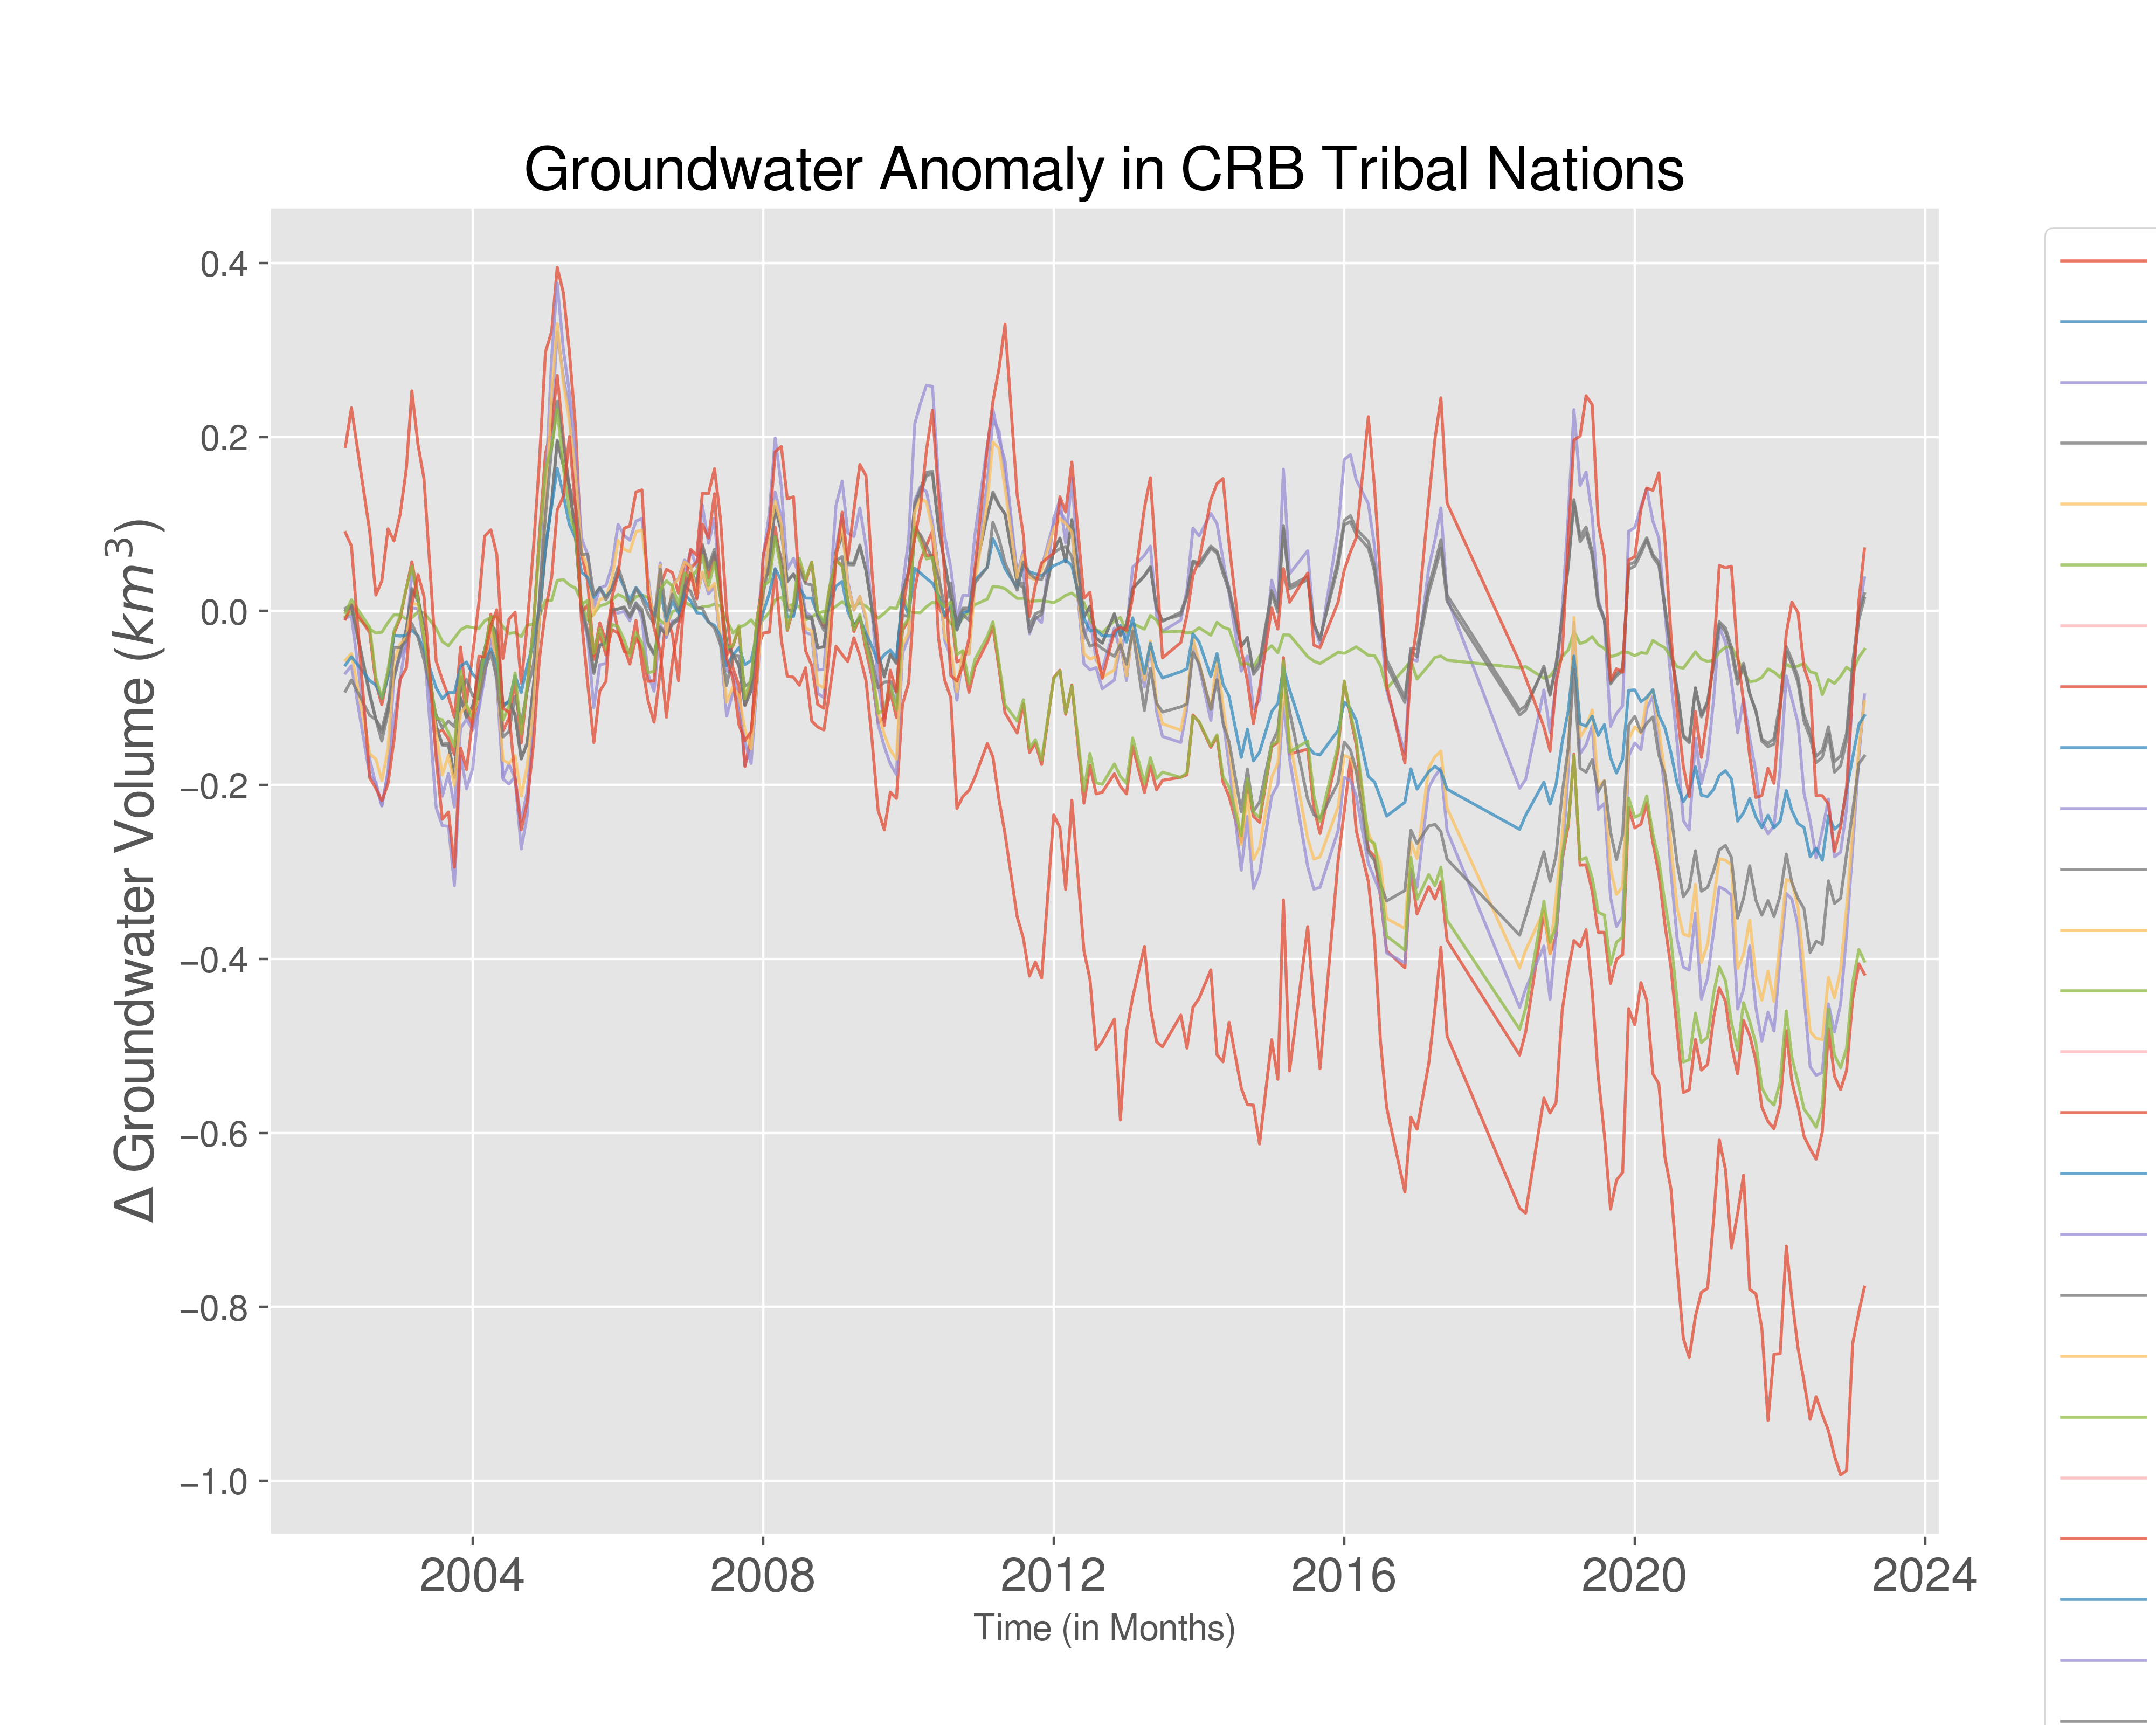 Groundwater Anomaly in CRB Tribal Nations
Δ Groundwater Volume (km³)
0.4
0.2
0.0
−0.2
−0.4
−0.6
−0.8
−1.0
2004 2008 2012 2016 2020 2024
Time (in Months)